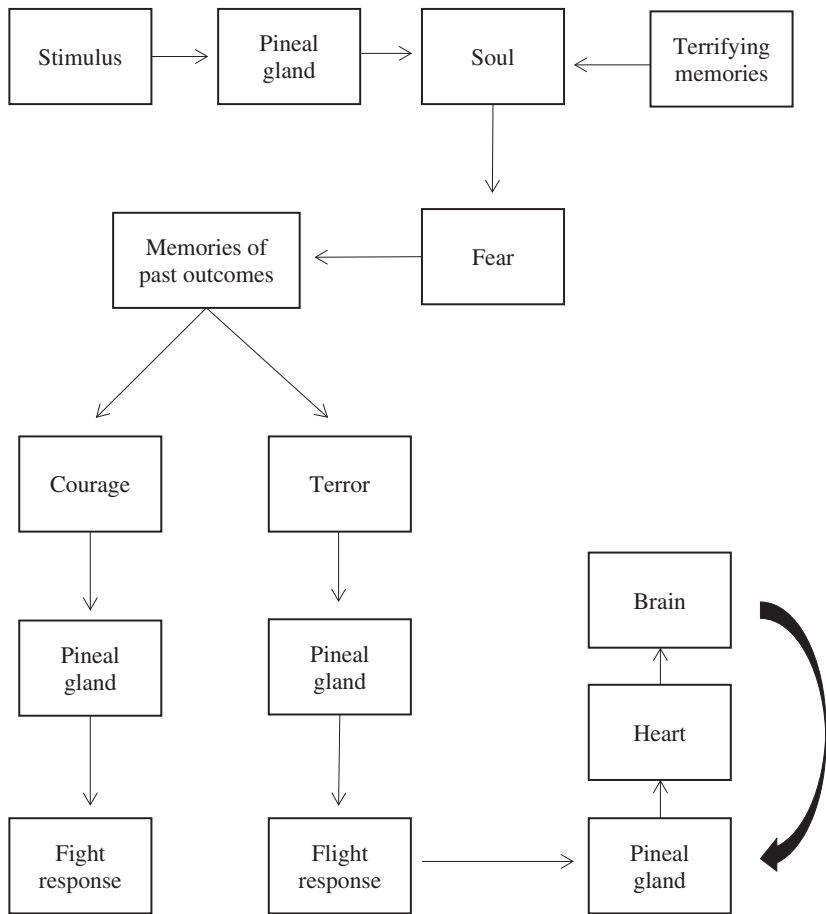 Stimulus
Pineal
gland
Soul
Terrifying
memories
Memories of
past outcomes
Fear
Courage
Terror
Brain
Pineal
gland
Pineal
gland
Heart
Fight
response
Flight
response
Pineal
gland